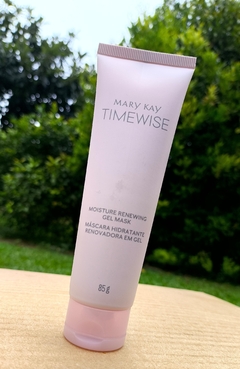 MARY KAY
TIMEWISE
MOISTURE RENEWING
GEL MASK
MÁSCARA HIDRATANTE
RENOVADORA EM GEL
85 g